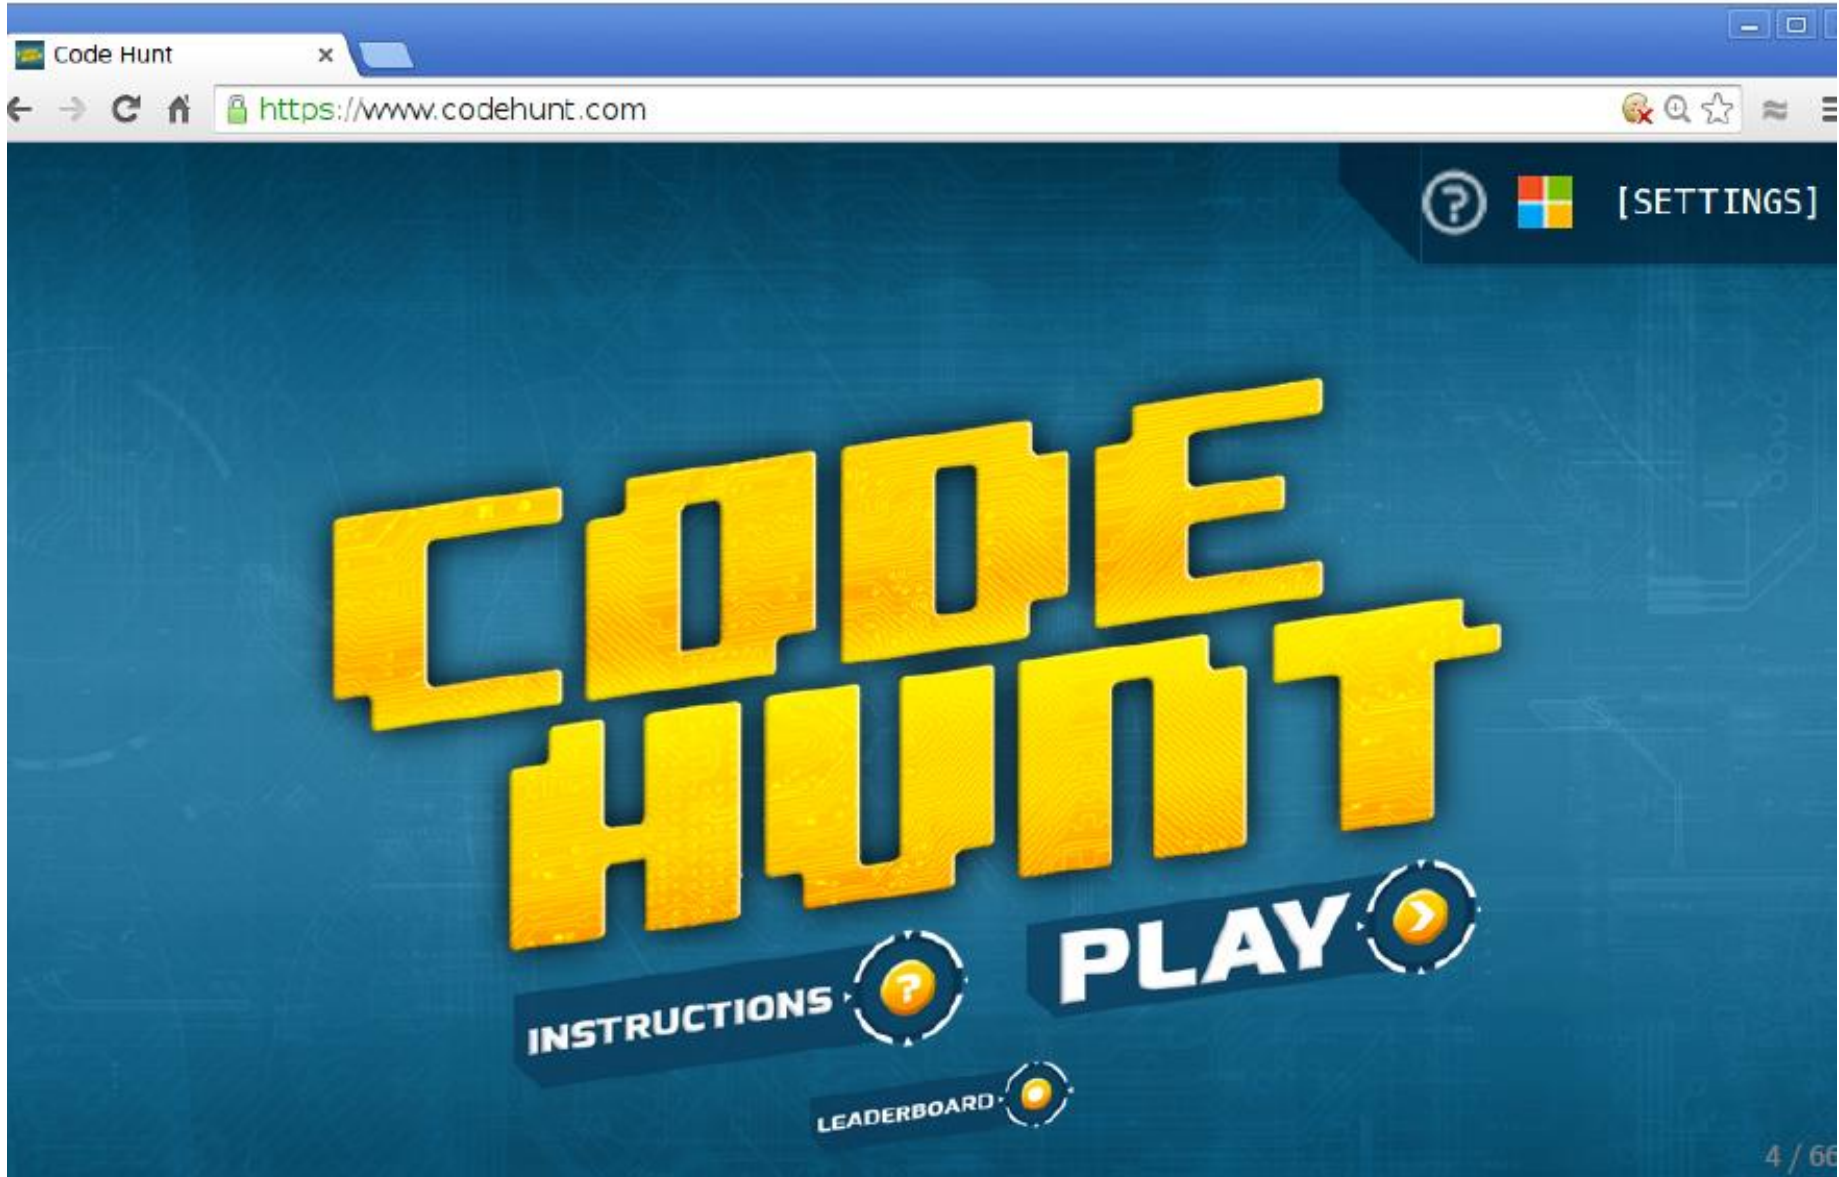 Code Hunt
https://www.codehunt.com
[SETTINGS]
CODE
HUNT
INSTRUCTIONS ?
PLAY
LEADERBOARD
4 / 66